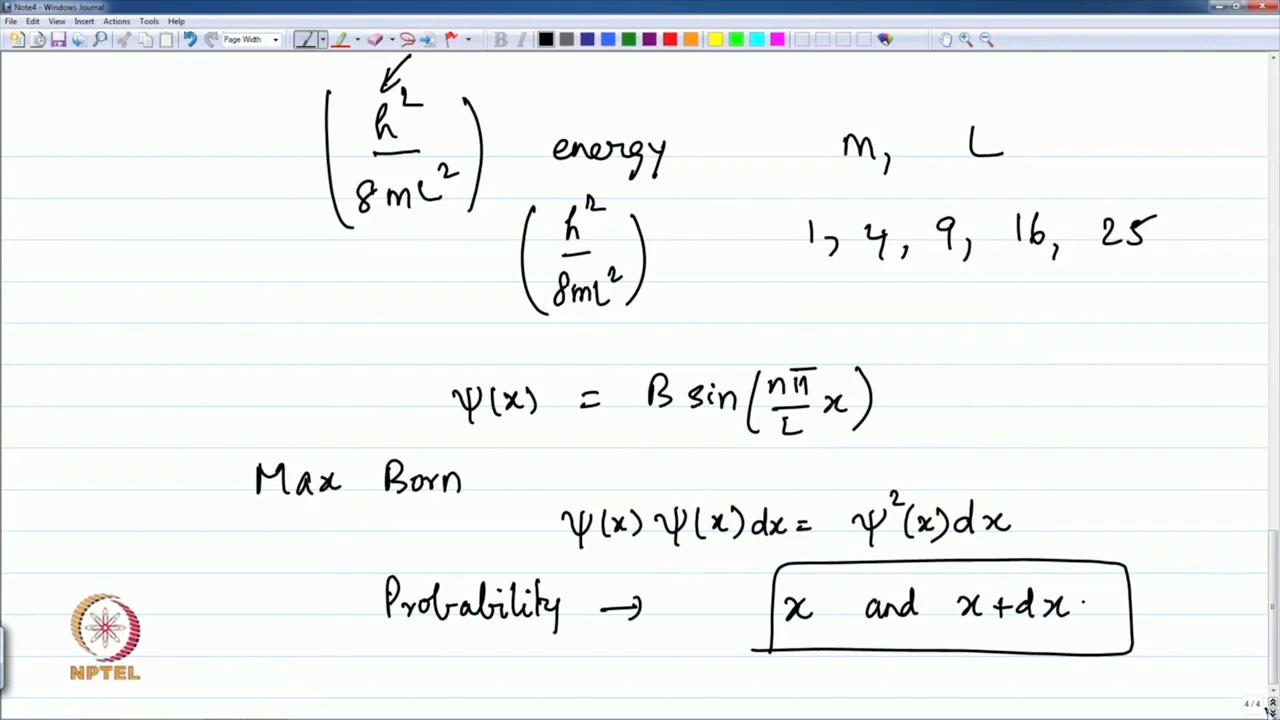 Note4 - Windows Journal
File Edit View Insert Actions Tools Help
Page Width
(h²/8mL²) energy m, L
(h²/8mL²) 1, 4, 9, 16, 25
ψ(x) = B sin(nπ/L x)
Max Born
ψ(x) ψ(x) dx = ψ²(x) dx
Probability → x and x+dx.
NPTEL
4/4